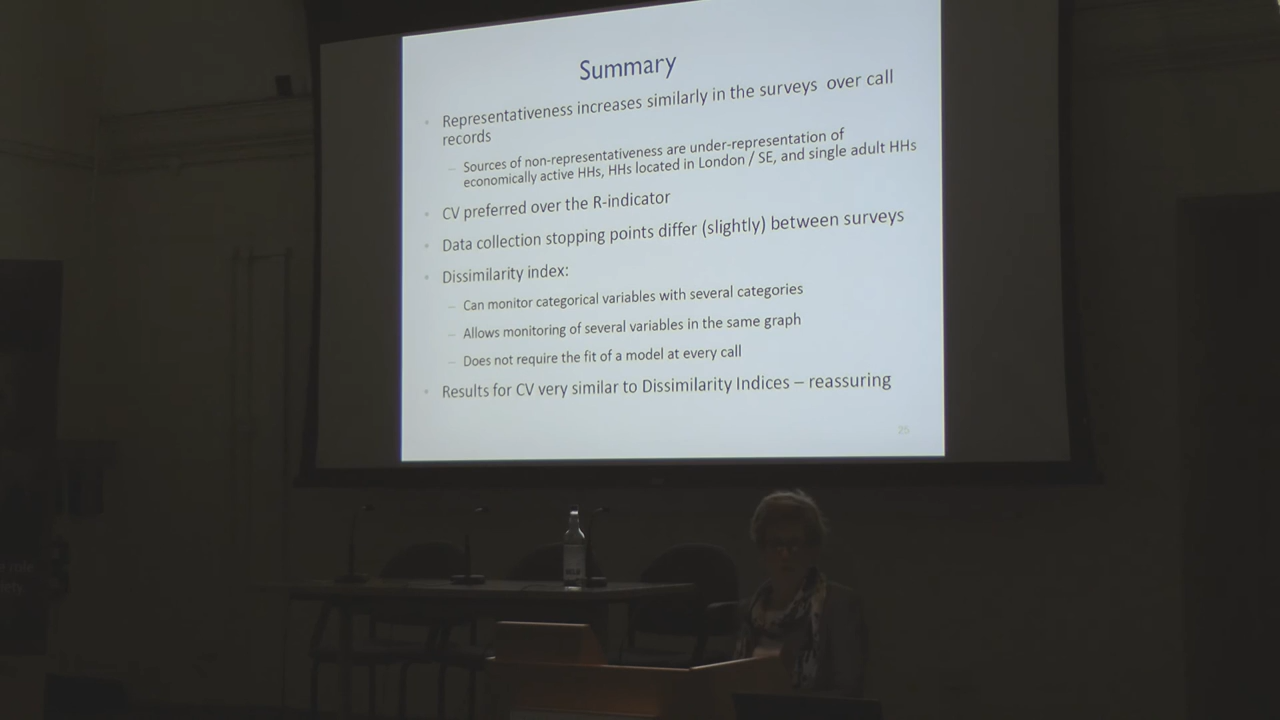 Summary
Representativeness increases similarly in the surveys over call
records
Sources of non-representativeness are under-representation of
economically active HHs, HHs located in London / SE, and single adult HHs
CV preferred over the R-indicator
Data collection stopping points differ (slightly) between surveys
Dissimilarity index:
Can monitor categorical variables with several categories
Allows monitoring of several variables in the same graph
Does not require the fit of a model at every call
Results for CV very similar to Dissimilarity Indices – reassuring
25